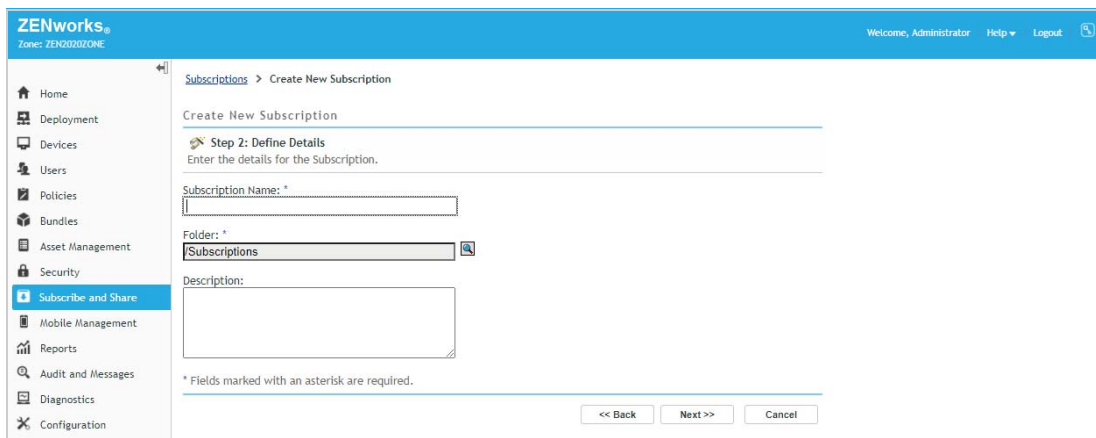 ZENworks®
Zone: ZEN2020ZONE
Welcome, Administrator Help Logout
Home
Deployment
Devices
Users
Policies
Bundles
Asset Management
Security
Subscribe and Share
Mobile Management
Reports
Audit and Messages
Diagnostics
Configuration
Subscriptions > Create New Subscription
Create New Subscription
Step 2: Define Details
Enter the details for the Subscription.
Subscription Name: *
Folder: *
/Subscriptions
Description:
* Fields marked with an asterisk are required.
<< Back Next >> Cancel